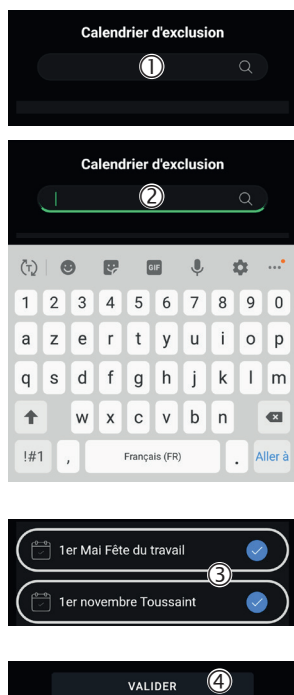 Calendrier d'exclusion
①
Calendrier d'exclusion
②
GIF
1 2 3 4 5 6 7 8 9 0
a z e r t y u i o p
q s d f g h j k l m
w x c v b n
!#1 , Français (FR) . Aller à
1er Mai Fête du travail
③
1er novembre Toussaint
VALIDER ④